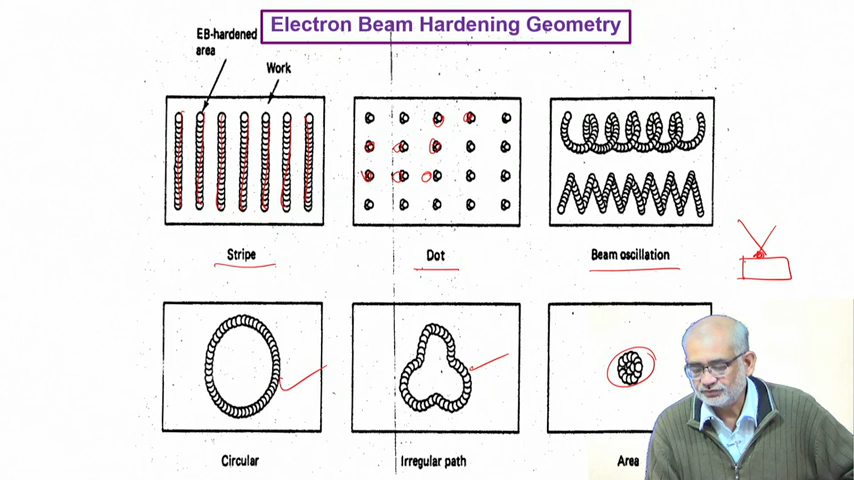 Electron Beam Hardening Geometry
EB-hardened
area
Work
Stripe
Dot
Beam oscillation
Circular
Irregular path
Area